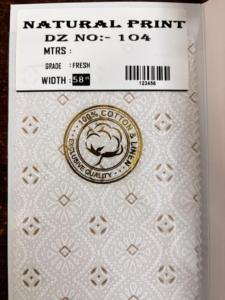 NATURAL PRINT
DZ NO:- 104
MTRS :
GRADE : FRESH
WIDTH : 58"
123456
100% COTTON & LINEN
EXCLUSIVE QUALITY